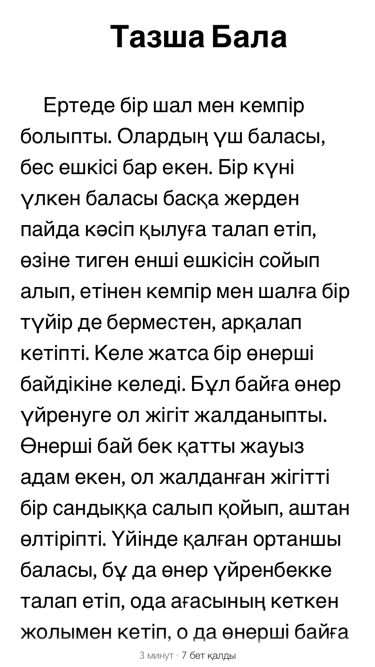 Тазша Бала
Ертеде бір шал мен кемпір
болыпты. Олардың үш баласы,
бес ешкісі бар екен. Бір күні
үлкен баласы басқа жерден
пайда кәсіп қылуға талап етіп,
өзіне тиген енші ешкісін сойып
алып, етінен кемпір мен шалға бір
түйір де берместен, арқалап
кетіпті. Келе жатса бір өнерші
байдікіне келеді. Бұл байға өнер
үйренуге ол жігіт жалданыпты.
Өнерші бай бек қатты жауыз
адам екен, ол жалданған жігітті
бір сандыққа салып қойып, аштан
өлтіріпті. Үйінде қалған ортаншы
баласы, бұ да өнер үйренбекке
талап етіп, ода ағасының кеткен
жолымен кетіп, о да өнерші байға
3 минут · 7 бет қалды